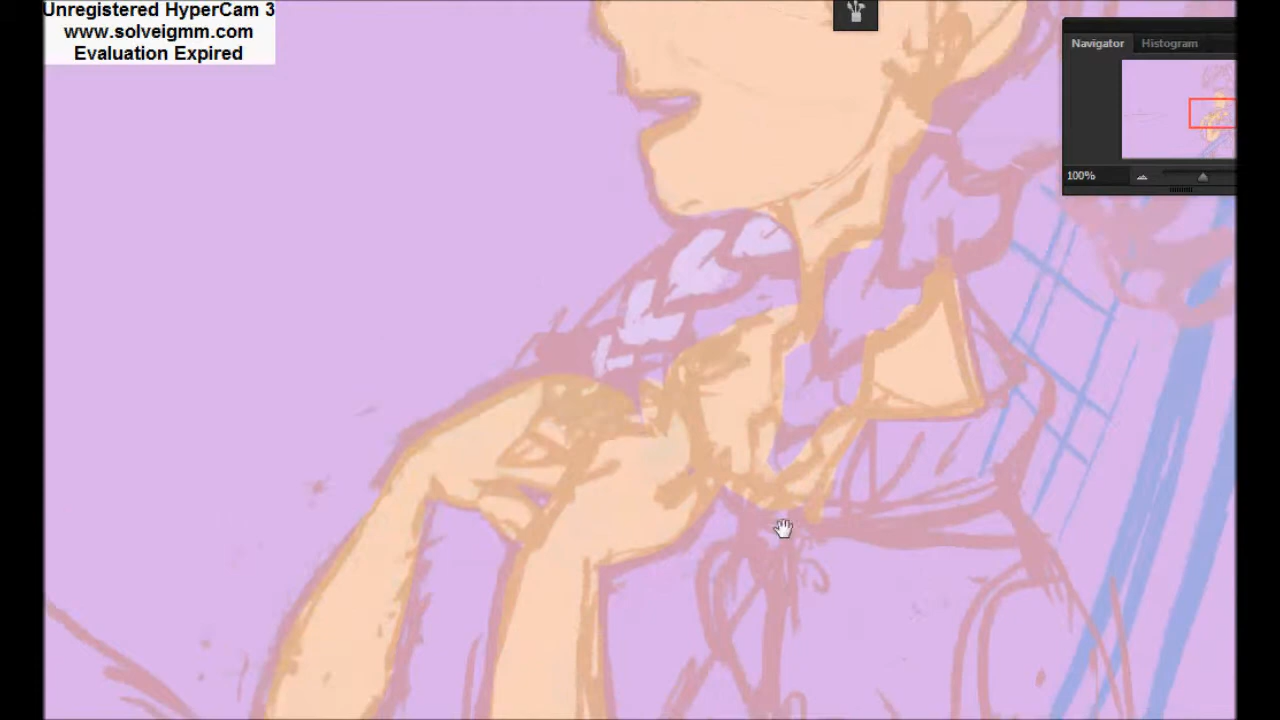 Unregistered HyperCam 3
www.solveigmm.com
Evaluation Expired
Navigator Histogram
100%